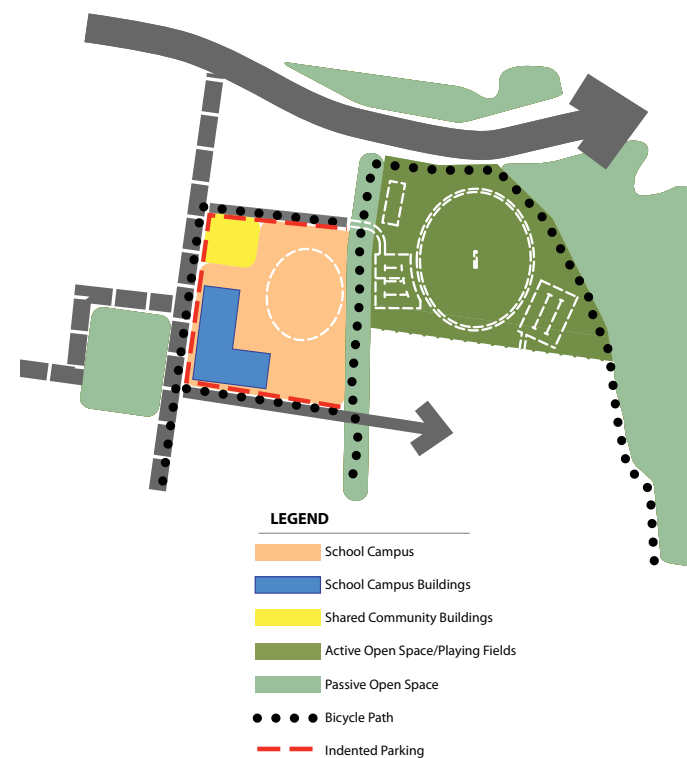 LEGEND
School Campus
School Campus Buildings
Shared Community Buildings
Active Open Space/Playing Fields
Passive Open Space
Bicycle Path
Indented Parking